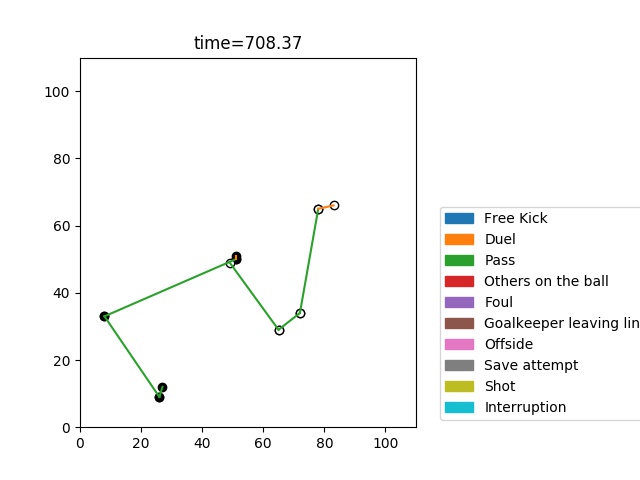 time=708.37
100
80
60
40
20
0
0 20 40 60 80 100
Free Kick
Duel
Pass
Others on the ball
Foul
Goalkeeper leaving lin
Offside
Save attempt
Shot
Interruption